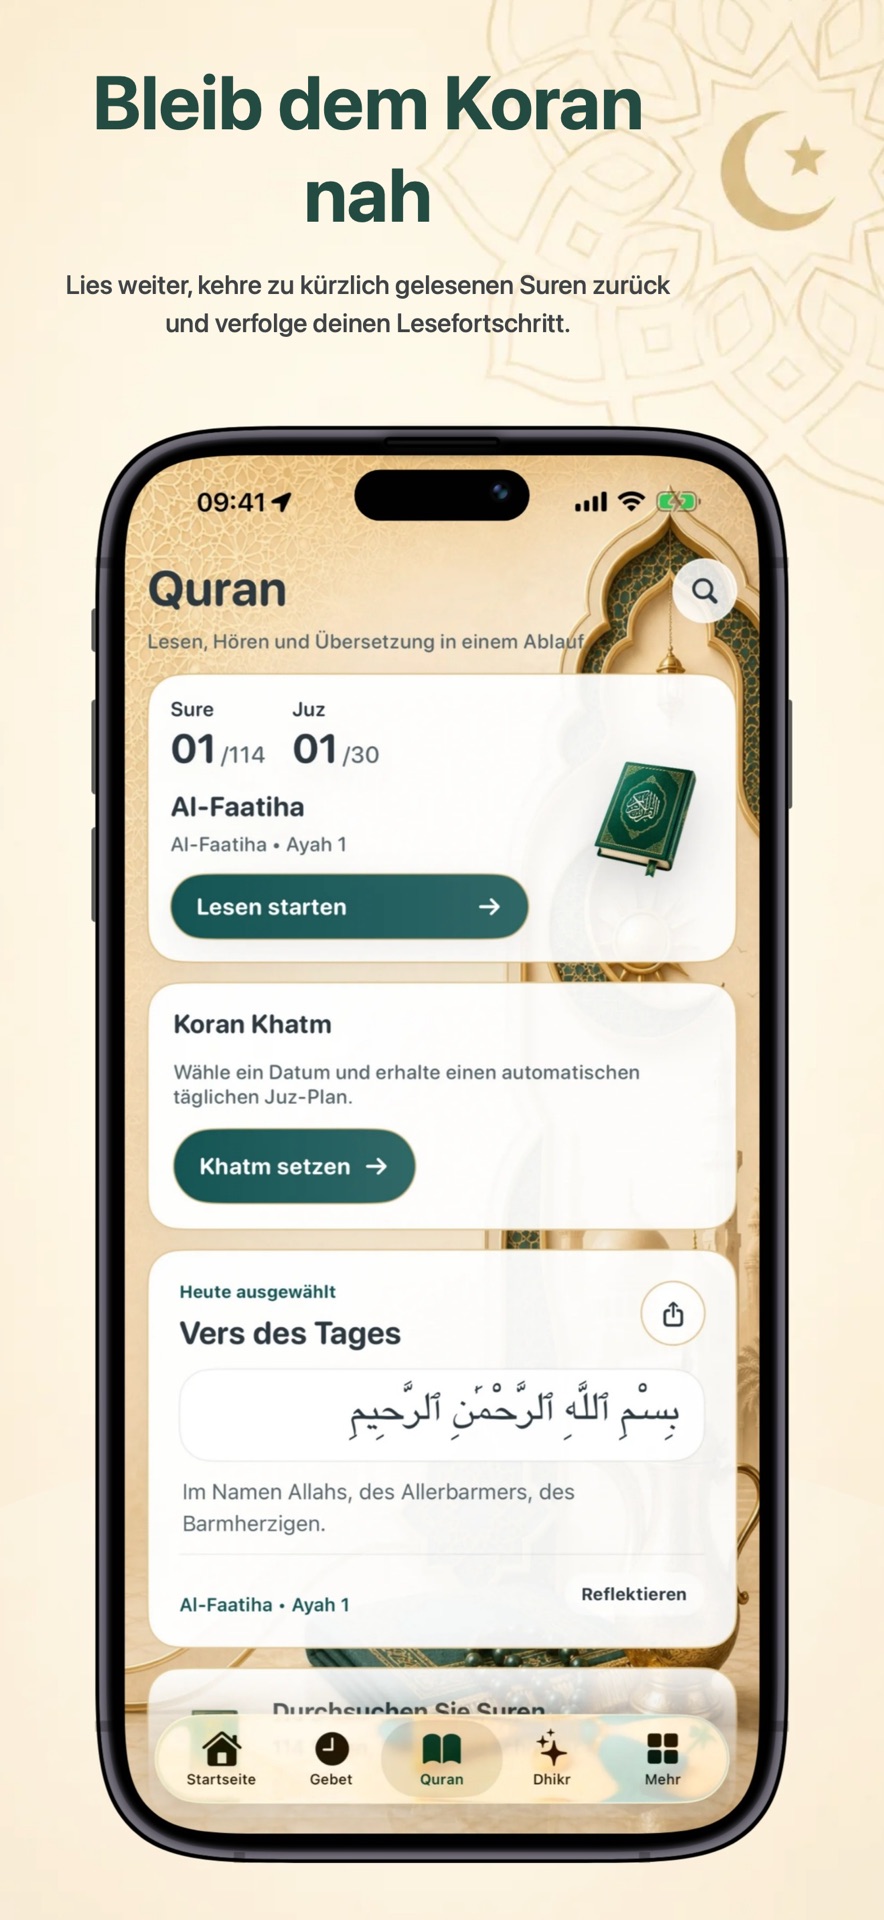 Bleib dem Koran
nah
Lies weiter, kehre zu kürzlich gelesenen Suren zurück
und verfolge deinen Lesefortschritt.
09:41
Quran
Lesen, Hören und Übersetzung in einem Ablauf
Sure Juz
01/114 01/30
Al-Faatiha
Al-Faatiha • Ayah 1
Lesen starten
Koran Khatm
Wähle ein Datum und erhalte einen automatischen
täglichen Juz-Plan.
Khatm setzen
Heute ausgewählt
Vers des Tages
بِسْمِ ٱللَّهِ ٱلرَّحْمَٰنِ ٱلرَّحِيمِ
Im Namen Allahs, des Allerbarmers, des
Barmherzigen.
Al-Faatiha • Ayah 1
Reflektieren
Durchsuchen Sie Suren
Startseite Gebet Quran Dhikr Mehr